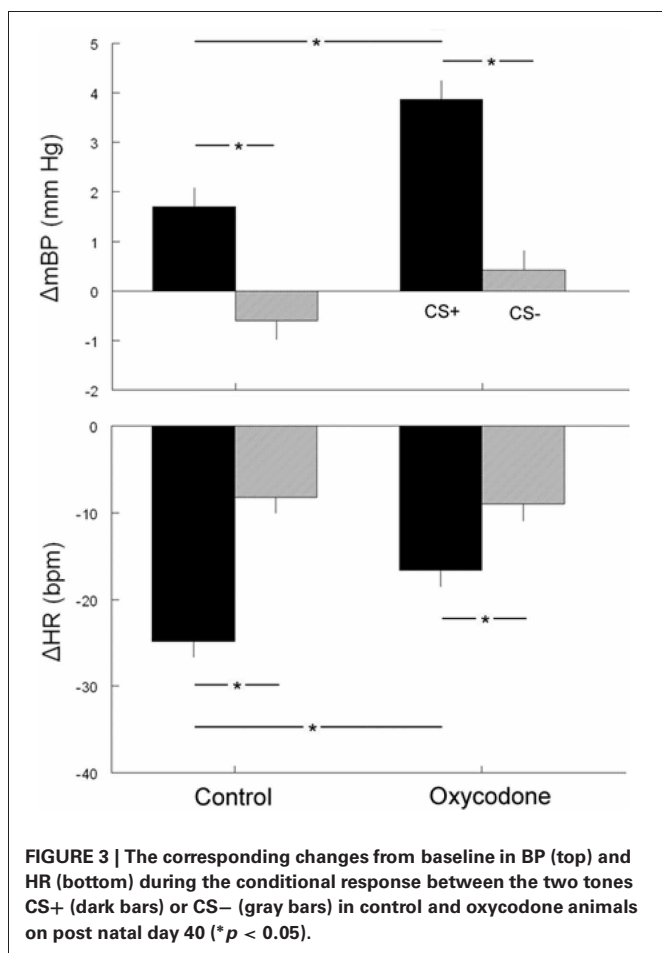 5
*
*
4
3
*
2
1
0
CS+
CS-
-1
-2
ΔmBP (mm Hg)
0
-10
-20
*
-30
*
*
-40
ΔHR (bpm)
Control
Oxycodone
FIGURE 3 | The corresponding changes from baseline in BP (top) and
HR (bottom) during the conditional response between the two tones
CS+ (dark bars) or CS− (gray bars) in control and oxycodone animals
on post natal day 40 (*p < 0.05).